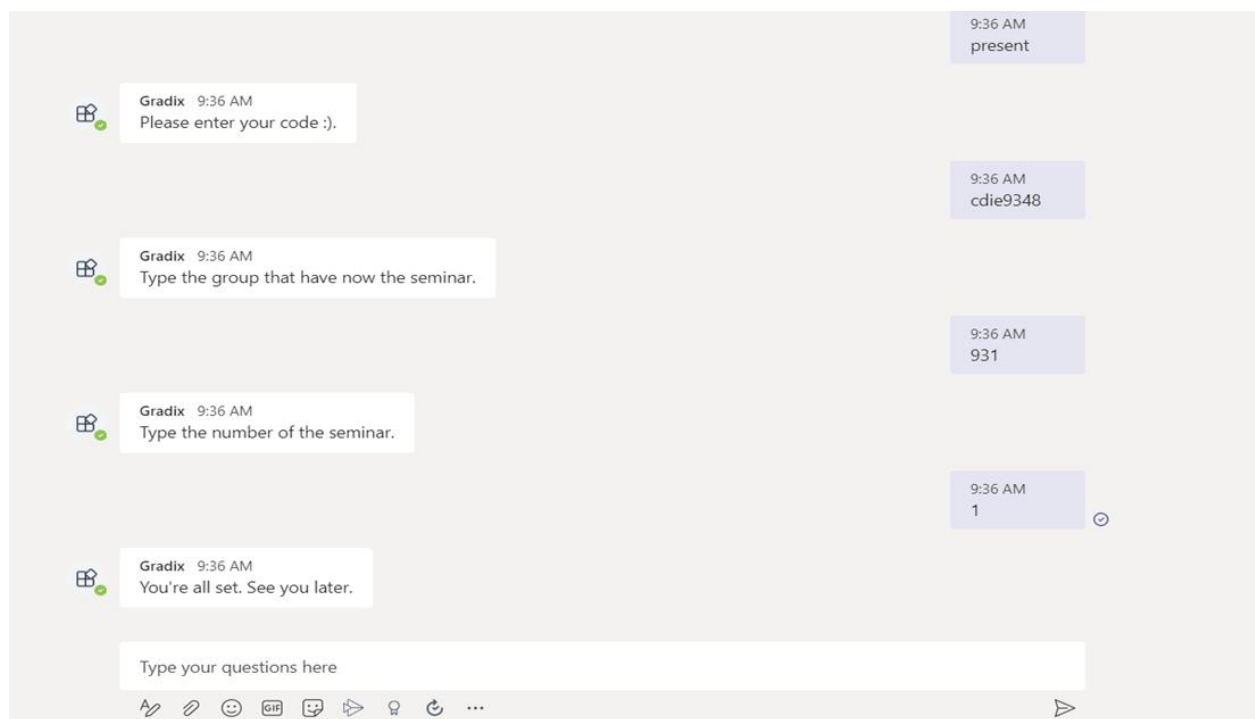 9:36 AM
present
Gradix 9:36 AM
Please enter your code :).
9:36 AM
cdie9348
Gradix 9:36 AM
Type the group that have now the seminar.
9:36 AM
931
Gradix 9:36 AM
Type the number of the seminar.
9:36 AM
1
Gradix 9:36 AM
You're all set. See you later.
Type your questions here
GIF